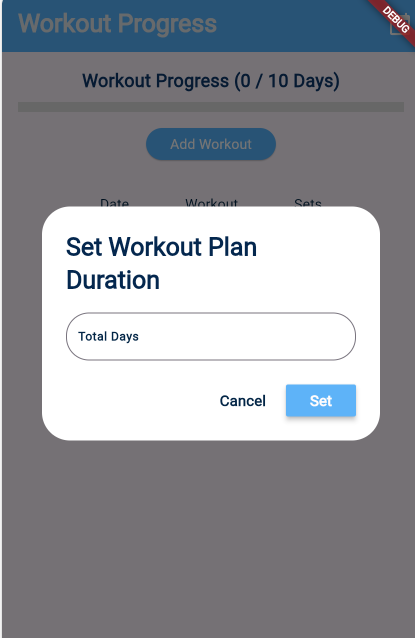 Workout Progress
DEBUG
Workout Progress (0 / 10 Days)
Add Workout
Date Workout Sets
Set Workout Plan
Duration
Total Days
Cancel Set